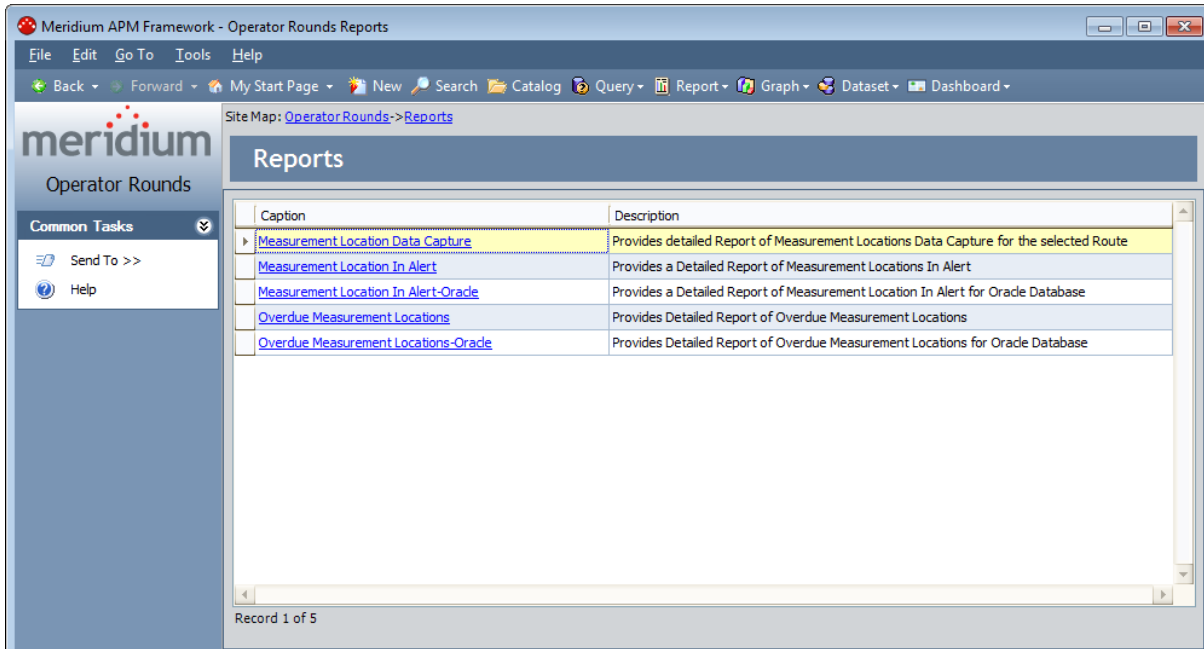 Meridium APM Framework - Operator Rounds Reports
File Edit Go To Tools Help
Back Forward My Start Page New Search Catalog Query Report Graph Dataset Dashboard
meridium
Operator Rounds
Common Tasks
Send To >>
Help
Site Map: Operator Rounds->Reports
Reports
Caption Description
Measurement Location Data Capture Provides detailed Report of Measurement Locations Data Capture for the selected Route
Measurement Location In Alert Provides a Detailed Report of Measurement Locations In Alert
Measurement Location In Alert-Oracle Provides a Detailed Report of Measurement Location In Alert for Oracle Database
Overdue Measurement Locations Provides Detailed Report of Overdue Measurement Locations
Overdue Measurement Locations-Oracle Provides Detailed Report of Overdue Measurement Locations for Oracle Database
Record 1 of 5